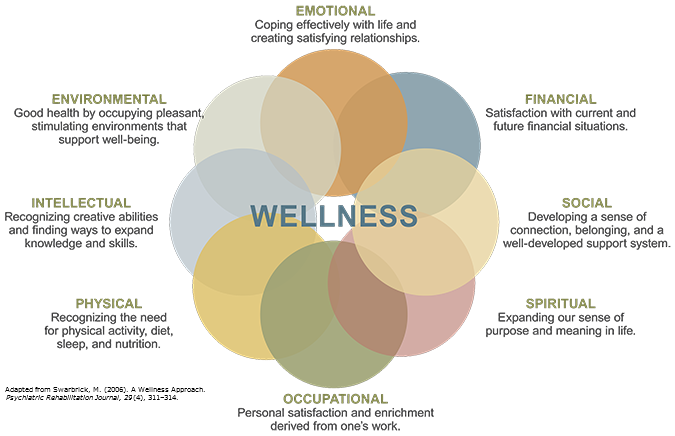 EMOTIONAL
Coping effectively with life and
creating satisfying relationships.
ENVIRONMENTAL
Good health by occupying pleasant,
stimulating environments that
support well-being.
FINANCIAL
Satisfaction with current and
future financial situations.
INTELLECTUAL
Recognizing creative abilities
and finding ways to expand
knowledge and skills.
WELLNESS
SOCIAL
Developing a sense of
connection, belonging, and a
well-developed support system.
PHYSICAL
Recognizing the need
for physical activity, diet,
sleep, and nutrition.
SPIRITUAL
Expanding our sense of
purpose and meaning in life.
Adapted from Swarbrick, M. (2006). A Wellness Approach.
Psychiatric Rehabilitation Journal, 29(4), 311–314.
OCCUPATIONAL
Personal satisfaction and enrichment
derived from one’s work.